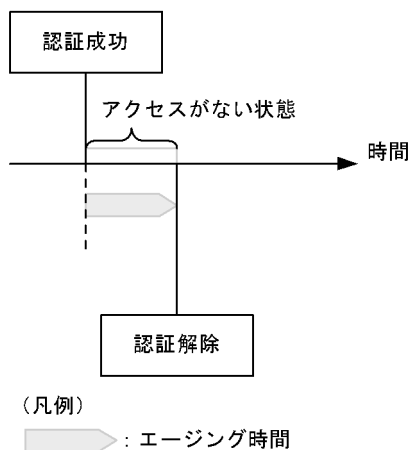 認証成功
アクセスがない状態
時間
認証解除
（凡例）
：エージング時間